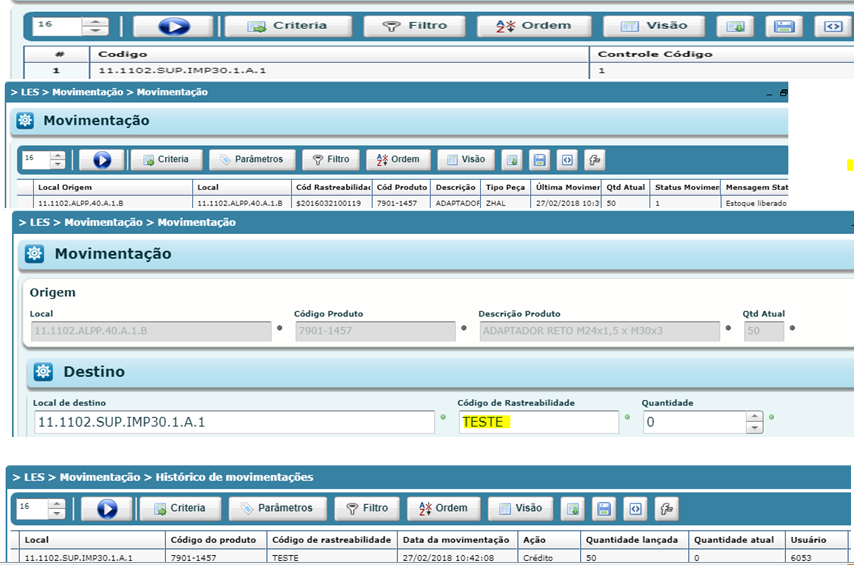 16 Criteria Filtro Ordem Visão
# Codigo Controle Código
1 11.1102.SUP.IMP30.1.A.1 1
> LES > Movimentação > Movimentação
Movimentação
16 Criteria Parâmetros Filtro Ordem Visão
Local Origem Local Cód Rastreabilidac Cód Produto Descrição Tipo Peça Última Movimer Qtd Atual Status Movimer Mensagem Stat
11.1102.ALPP.40.A.1.B 11.1102.ALPP.40.A.1.B $2016032100119 7901-1457 ADAPTADOF ZHAL 27/02/2018 10:3 50 1 Estoque liberado
> LES > Movimentação > Movimentação
Movimentação
Origem
Local Código Produto Descrição Produto Qtd Atual
11.1102.ALPP.40.A.1.B 7901-1457 ADAPTADOR RETO M24x1,5 x M30x3 50
Destino
Local de destino Código de Rastreabilidade Quantidade
11.1102.SUP.IMP30.1.A.1 TESTE 0
> LES > Movimentação > Histórico de movimentações
16 Criteria Parâmetros Filtro Ordem Visão
Local Código do produto Código de rastreabilidade Data da movimentação Ação Quantidade lançada Quantidade atual Usuário
11.1102.SUP.IMP30.1.A.1 7901-1457 TESTE 27/02/2018 10:42:08 Crédito 50 0 6053